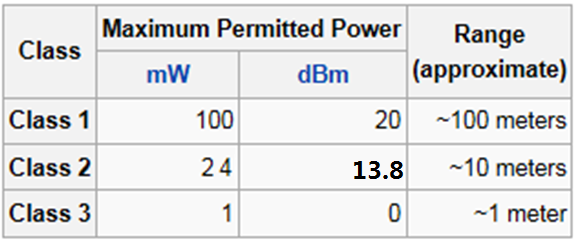 Class Maximum Permitted Power Range (approximate)
mW dBm
Class 1 100 20 ~100 meters
Class 2 2 4 13.8 ~10 meters
Class 3 1 0 ~1 meter